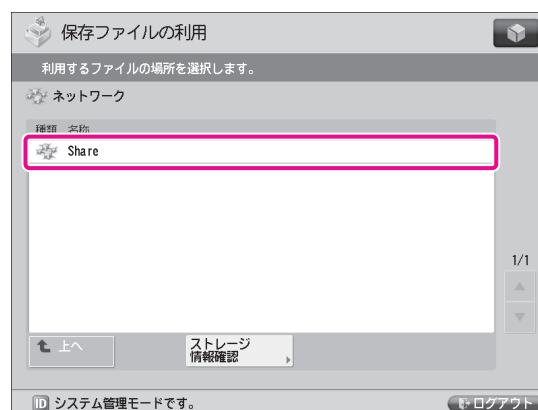 保存ファイルの利用
利用するファイルの場所を選択します。
ネットワーク
種類 名称
Share
1/1
上へ
ストレージ
情報確認
ID システム管理モードです。
ログアウト